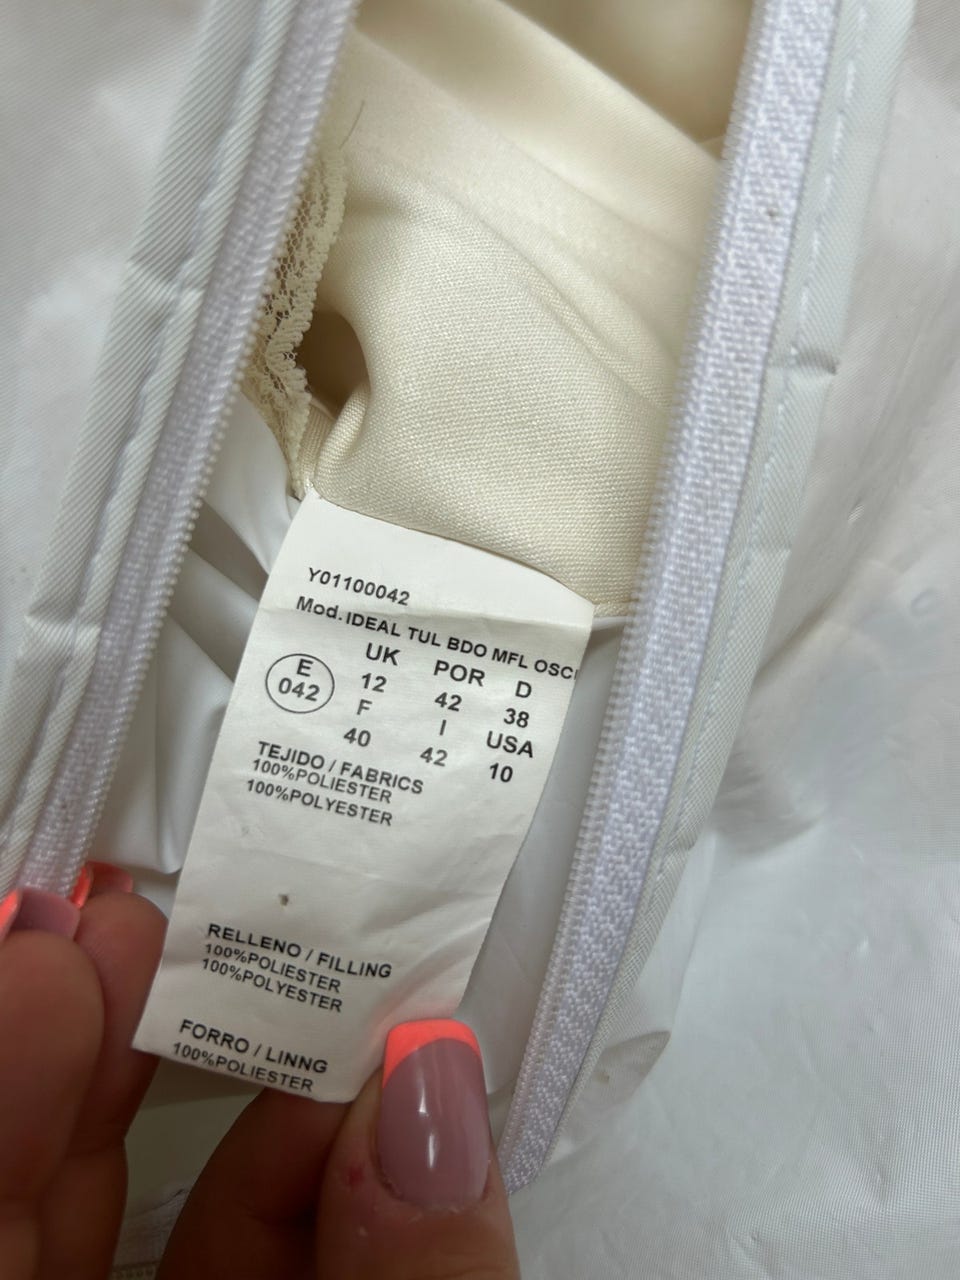 Y01100042
Mod. IDEAL TUL BDO MFL OSCI
E 042
UK POR D
12 42 38
F I USA
40 42 10
TEJIDO / FABRICS
100%POLIESTER
100%POLYESTER
RELLENO / FILLING
100%POLIESTER
100%POLYESTER
FORRO / LINNG
100%POLIESTER